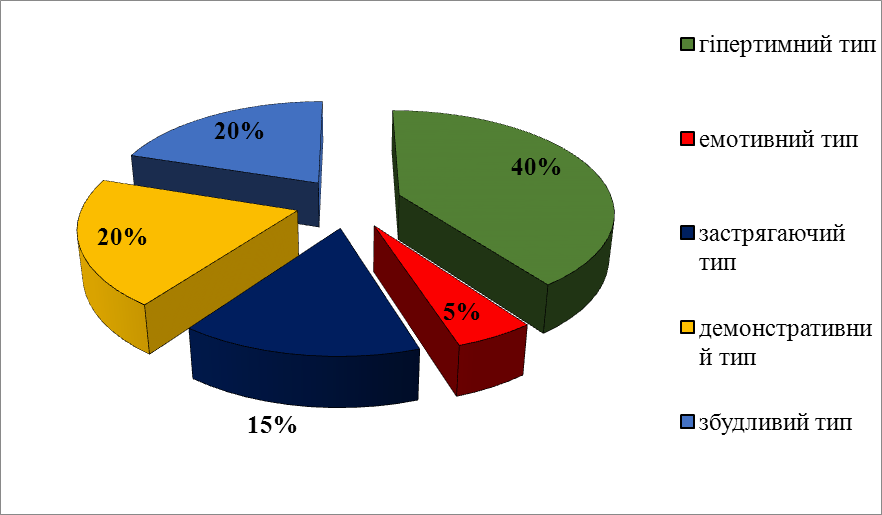 20%
40%
20%
5%
15%
гіпертимний тип
емотивний тип
застрягаючий
тип
демонстративни
й тип
збудливий тип